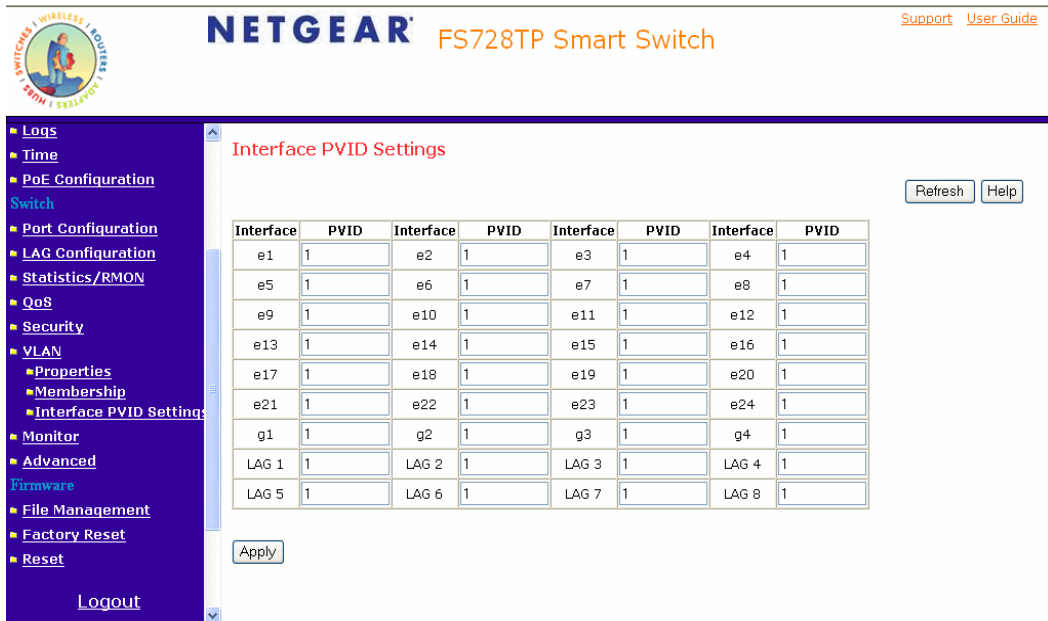 SWITCHES | WIRELESS | ROUTERS | ADAPTERS | HUBS |
NETGEAR FS728TP Smart Switch
Support User Guide
Logs
Time
PoE Configuration
Switch
Port Configuration
LAG Configuration
Statistics/RMON
QoS
Security
VLAN
Properties
Membership
Interface PVID Settings
Monitor
Advanced
Firmware
File Management
Factory Reset
Reset
Logout
Interface PVID Settings
Refresh Help
Interface PVID Interface PVID Interface PVID Interface PVID
e1 1 e2 1 e3 1 e4 1
e5 1 e6 1 e7 1 e8 1
e9 1 e10 1 e11 1 e12 1
e13 1 e14 1 e15 1 e16 1
e17 1 e18 1 e19 1 e20 1
e21 1 e22 1 e23 1 e24 1
g1 1 g2 1 g3 1 g4 1
LAG 1 1 LAG 2 1 LAG 3 1 LAG 4 1
LAG 5 1 LAG 6 1 LAG 7 1 LAG 8 1
Apply